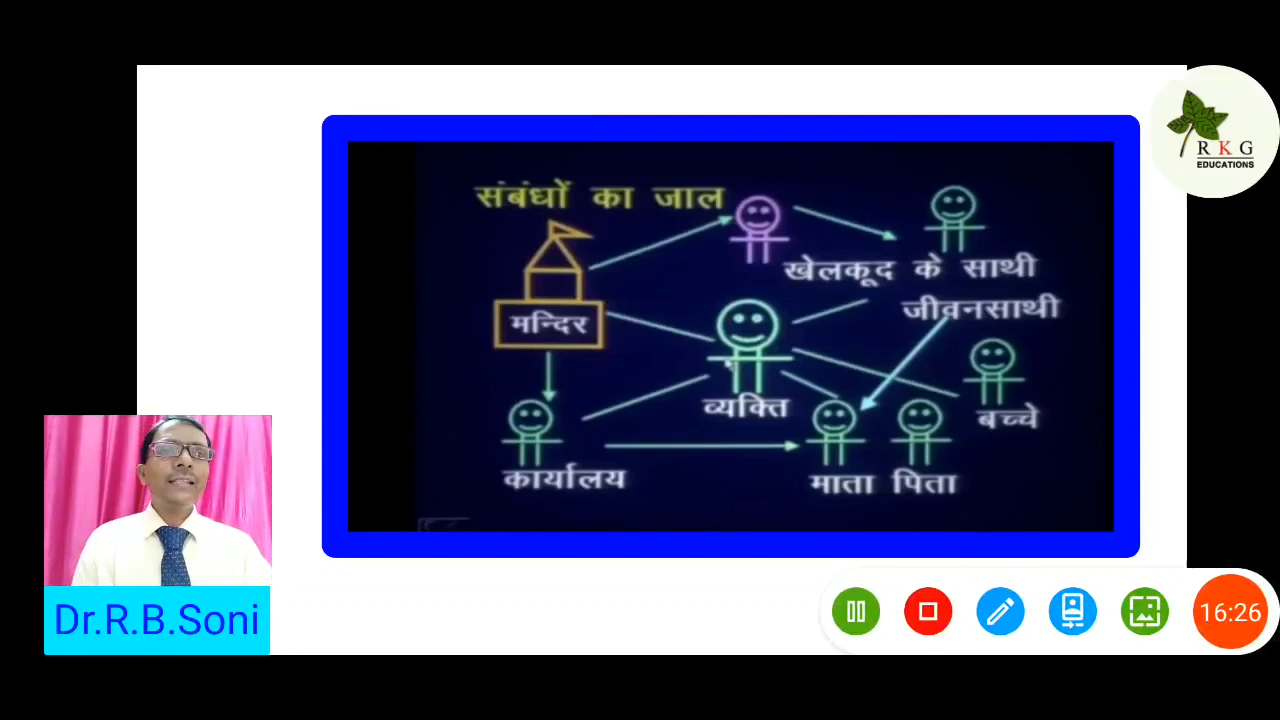 R K G
EDUCATIONS
संबंधों का जाल
खेलकूद के साथी
जीवनसाथी
मन्दिर
व्यक्ति
बच्चे
कार्यालय
माता पिता
Dr.R.B.Soni
16:26